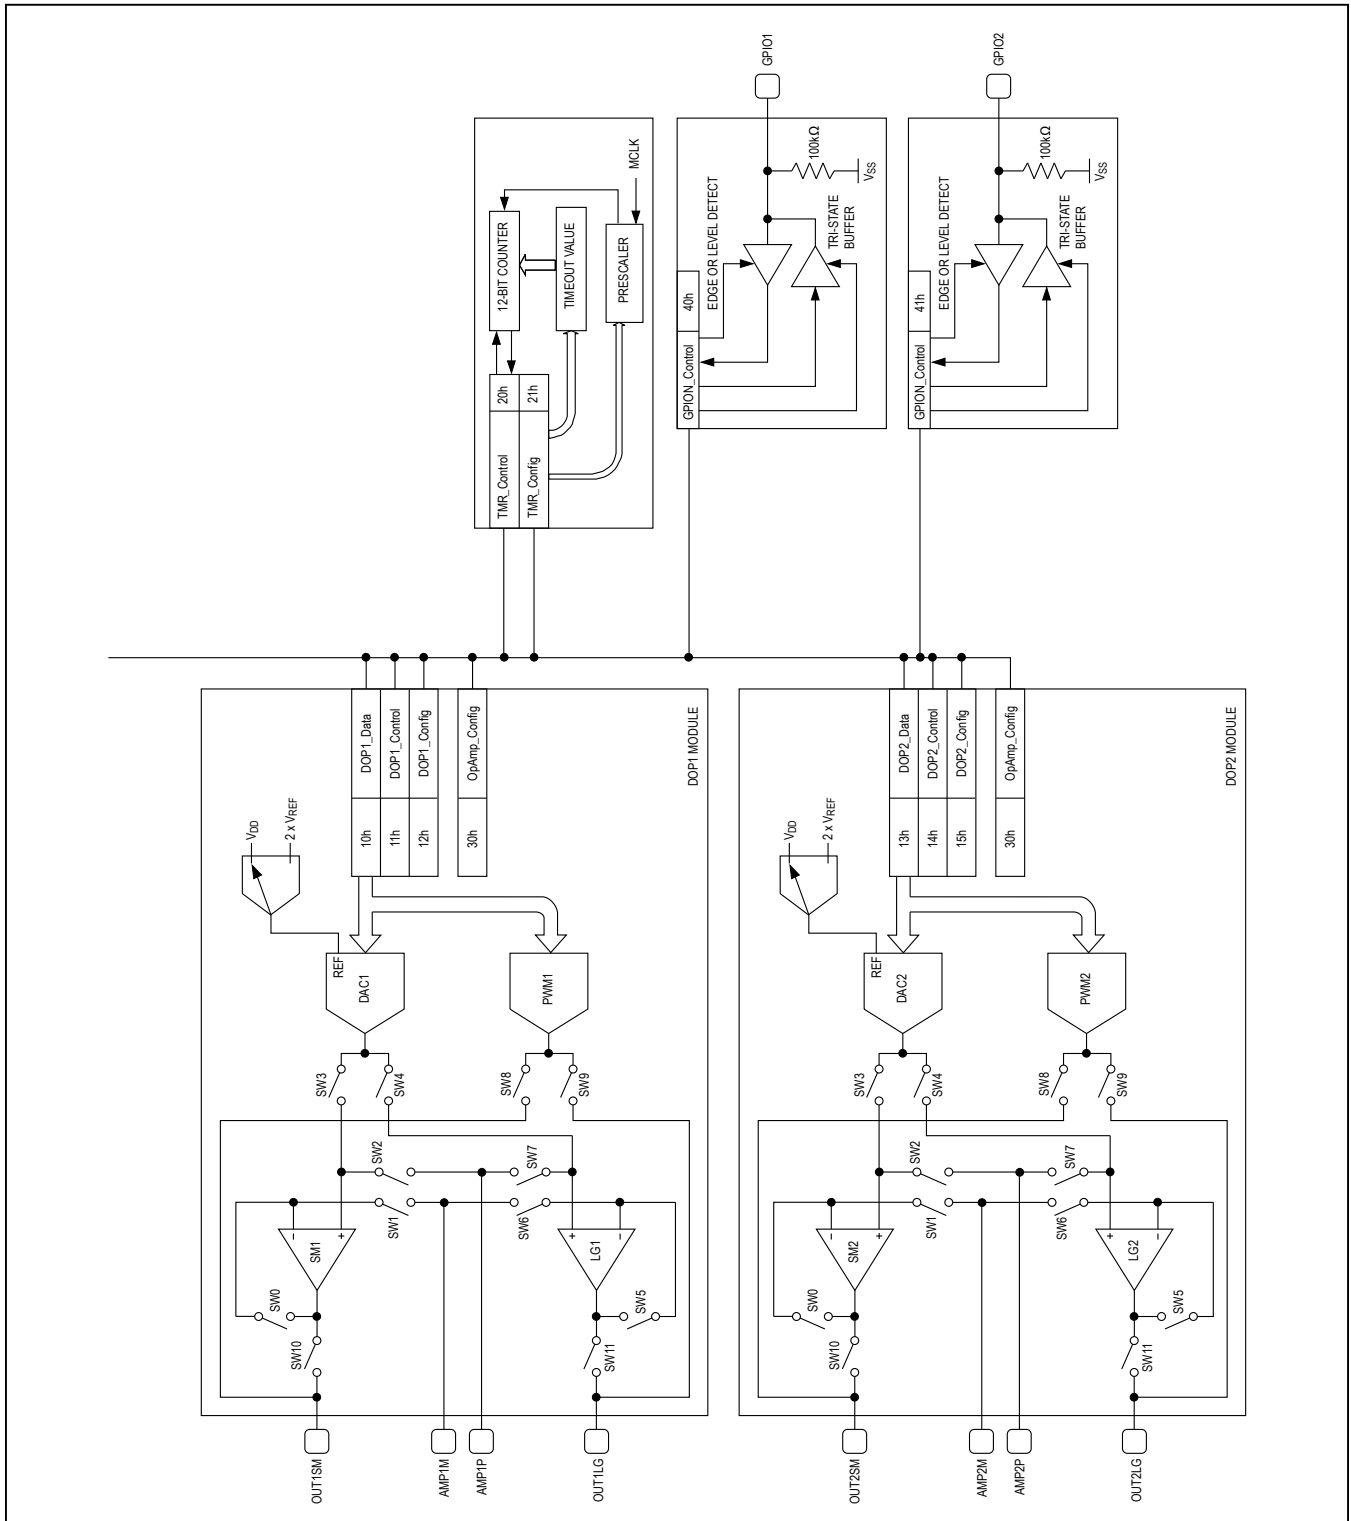 GPIO1
GPIO2
12-BIT COUNTER
TIMEOUT VALUE
PRESCALER
MCLK
TMR_Control
20h
TMR_Config
21h
100kΩ
VSS
EDGE OR LEVEL DETECT
TRI-STATE
BUFFER
GPION_Control
40h
100kΩ
VSS
EDGE OR LEVEL DETECT
TRI-STATE
BUFFER
GPION_Control
41h
DOP1 MODULE
10h
DOP1_Data
11h
DOP1_Control
12h
DOP1_Config
30h
OpAmp_Config
VDD
2 x VREF
REF
DAC1
PWM1
SW3
SW4
SW8
SW9
SW2
SW7
SW1
SW6
SM1
−
+
LG1
+
−
SW0
SW5
SW10
SW11
OUT1SM
AMP1M
AMP1P
OUT1LG
DOP2 MODULE
13h
DOP2_Data
14h
DOP2_Control
15h
DOP2_Config
30h
OpAmp_Config
VDD
2 x VREF
REF
DAC2
PWM2
SW3
SW4
SW8
SW9
SW2
SW7
SW1
SW6
SM2
−
+
LG2
+
−
SW0
SW5
SW10
SW11
OUT2SM
AMP2M
AMP2P
OUT2LG